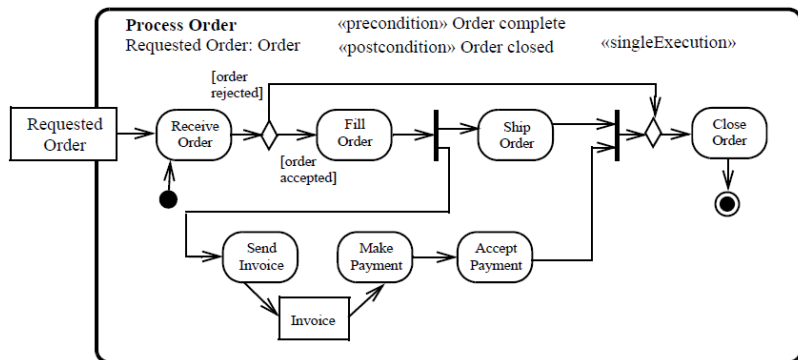 Process Order
«precondition» Order complete
Requested Order: Order
«postcondition» Order closed
«singleExecution»
[order
rejected]
Requested
Order
Receive
Order
Fill
Order
Ship
Order
Close
Order
[order
accepted]
Send
Invoice
Make
Payment
Accept
Payment
Invoice